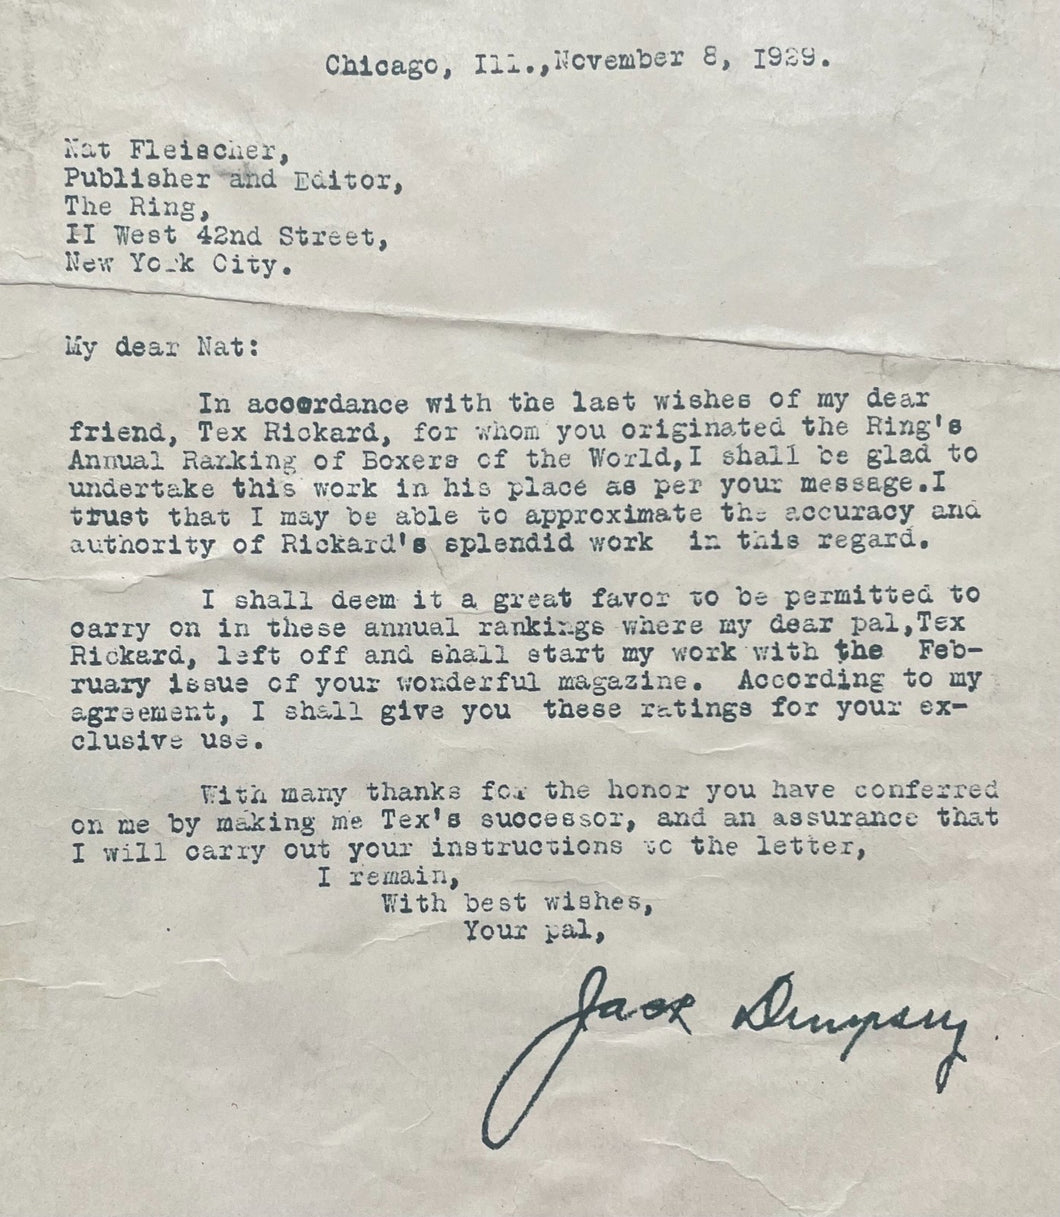 Chicago, Ill.,November 8, 1929.
Nat Fleischer,
Publisher and Editor,
The Ring,
II West 42nd Street,
New York City.
My dear Nat:
In accordance with the last wishes of my dear
friend, Tex Rickard, for whom you originated the Ring's
Annual Ranking of Boxers of the World,I shall be glad to
undertake this work in his place as per your message.I
trust that I may be able to approximate the accuracy and
authority of Rickard's splendid work in this regard.
I shall deem it a great favor to be permitted to
carry on in these annual rankings where my dear pal,Tex
Rickard, left off and shall start my work with the Feb-
ruary issue of your wonderful magazine. According to my
agreement, I shall give you these ratings for your ex-
clusive use.
With many thanks for the honor you have conferred
on me by making me Tex's successor, and an assurance that
I will carry out your instructions to the letter,
I remain,
With best wishes,
Your pal,
Jack Dempsey